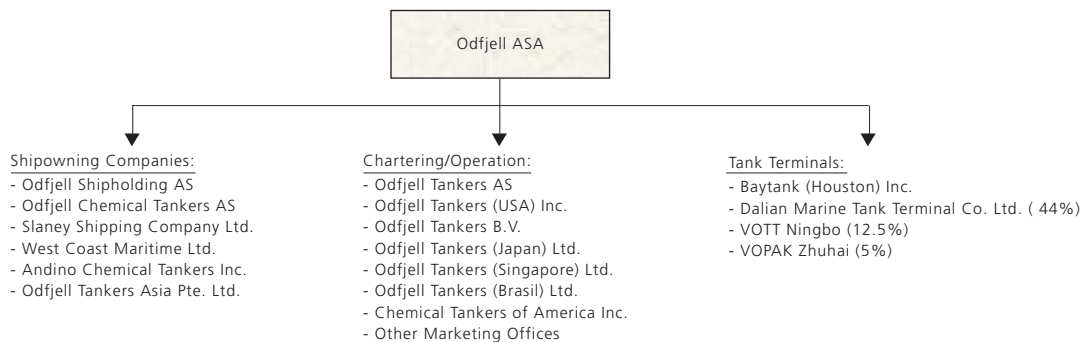 Odfjell ASA
Shipowning Companies:
- Odfjell Shipholding AS
- Odfjell Chemical Tankers AS
- Slaney Shipping Company Ltd.
- West Coast Maritime Ltd.
- Andino Chemical Tankers Inc.
- Odfjell Tankers Asia Pte. Ltd.
Chartering/Operation:
- Odfjell Tankers AS
- Odfjell Tankers (USA) Inc.
- Odfjell Tankers B.V.
- Odfjell Tankers (Japan) Ltd.
- Odfjell Tankers (Singapore) Ltd.
- Odfjell Tankers (Brasil) Ltd.
- Chemical Tankers of America Inc.
- Other Marketing Offices
Tank Terminals:
- Baytank (Houston) Inc.
- Dalian Marine Tank Terminal Co. Ltd. ( 44%)
- VOTT Ningbo (12.5%)
- VOPAK Zhuhai (5%)